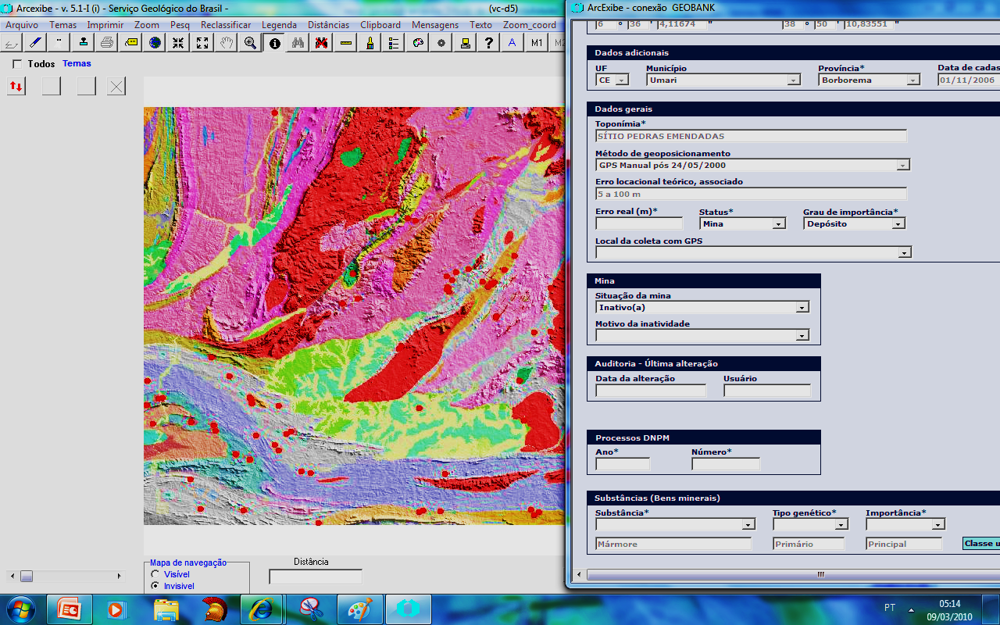 Arcexibe - v. 5.1-I (i) - Serviço Geológico do Brasil - (vc-d5)
Arquivo Temas Imprimir Zoom Pesq Reclassificar Legenda Distâncias Clipboard Mensagens Texto Zoom_coord
? A M1 M2
Todos Temas
Mapa de navegação
Visível
Invisivel
Distância
ArcExibe - conexão GEOBANK
6 ° 36 ' 4,11674 " 38 ° 50 ' 10,83551 "
Dados adicionais
UF Município Província* Data de cadas
CE Umari Borborema 01/11/2006
Dados gerais
Toponímia*
SÍTIO PEDRAS EMENDADAS
Método de geoposicionamento
GPS Manual pós 24/05/2000
Erro locacional teórico, associado
5 a 100 m
Erro real (m)* Status* Grau de importância*
Mina Depósito
Local da coleta com GPS
Mina
Situação da mina
Inativo(a)
Motivo da inatividade
Auditoria - Última alteração
Data da alteração Usuário
Processos DNPM
Ano* Número*
Substâncias (Bens minerais)
Substância* Tipo genético* Importância*
Mármore Primário Principal Classe u
PT 05:14
09/03/2010